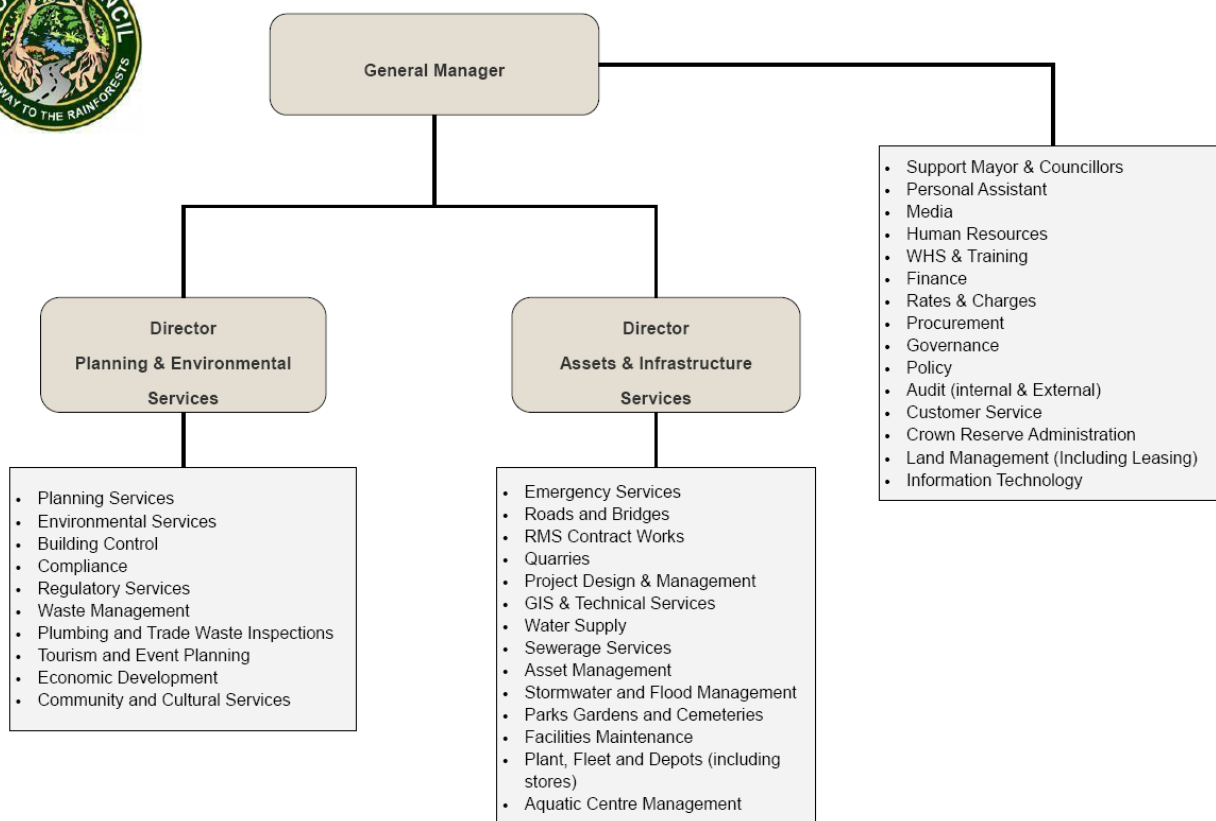 COUNCIL
GATEWAY TO THE RAINFORESTS
General Manager
• Support Mayor & Councillors
• Personal Assistant
• Media
• Human Resources
• WHS & Training
• Finance
• Rates & Charges
• Procurement
• Governance
• Policy
• Audit (internal & External)
• Customer Service
• Crown Reserve Administration
• Land Management (Including Leasing)
• Information Technology
Director
Planning & Environmental
Services
• Planning Services
• Environmental Services
• Building Control
• Compliance
• Regulatory Services
• Waste Management
• Plumbing and Trade Waste Inspections
• Tourism and Event Planning
• Economic Development
• Community and Cultural Services
Director
Assets & Infrastructure
Services
• Emergency Services
• Roads and Bridges
• RMS Contract Works
• Quarries
• Project Design & Management
• GIS & Technical Services
• Water Supply
• Sewerage Services
• Asset Management
• Stormwater and Flood Management
• Parks Gardens and Cemeteries
• Facilities Maintenance
• Plant, Fleet and Depots (including
stores)
• Aquatic Centre Management